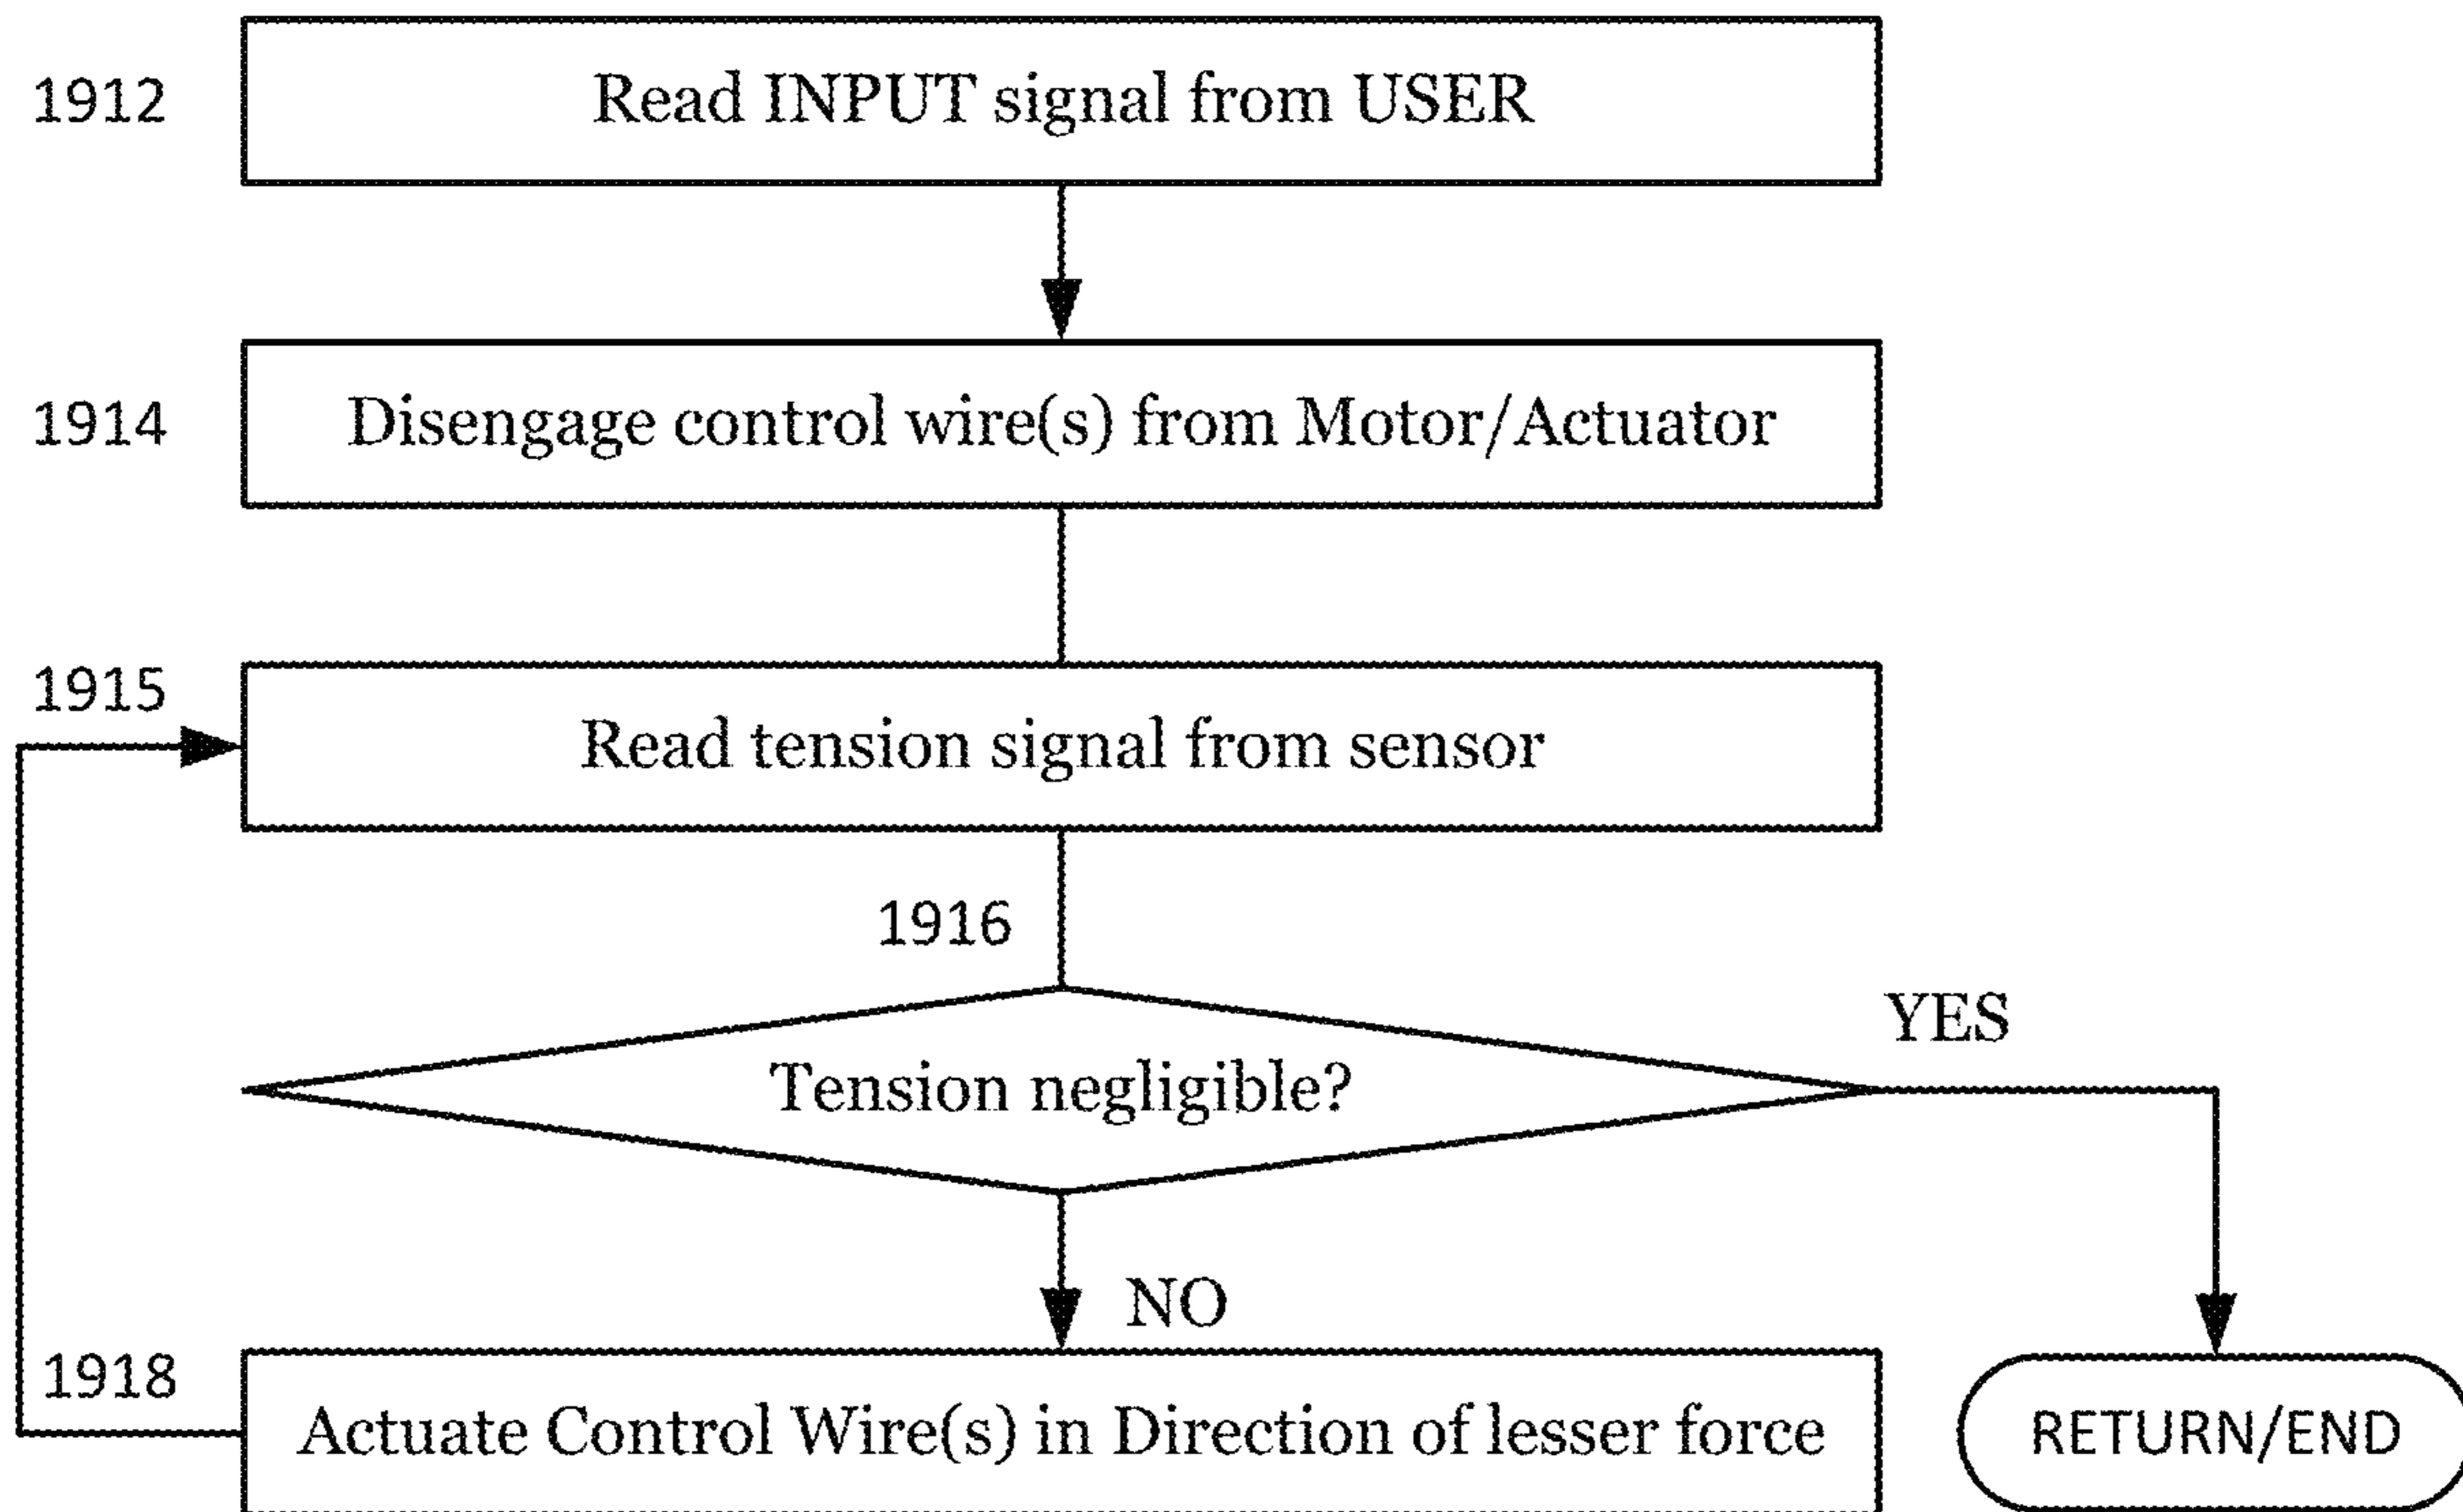 1912
Read INPUT signal from USER
1914
Disengage control wire(s) from Motor/Actuator
1915
Read tension signal from sensor
1916
Tension negligible?
YES
NO
1918
Actuate Control Wire(s) in Direction of lesser force
RETURN/END